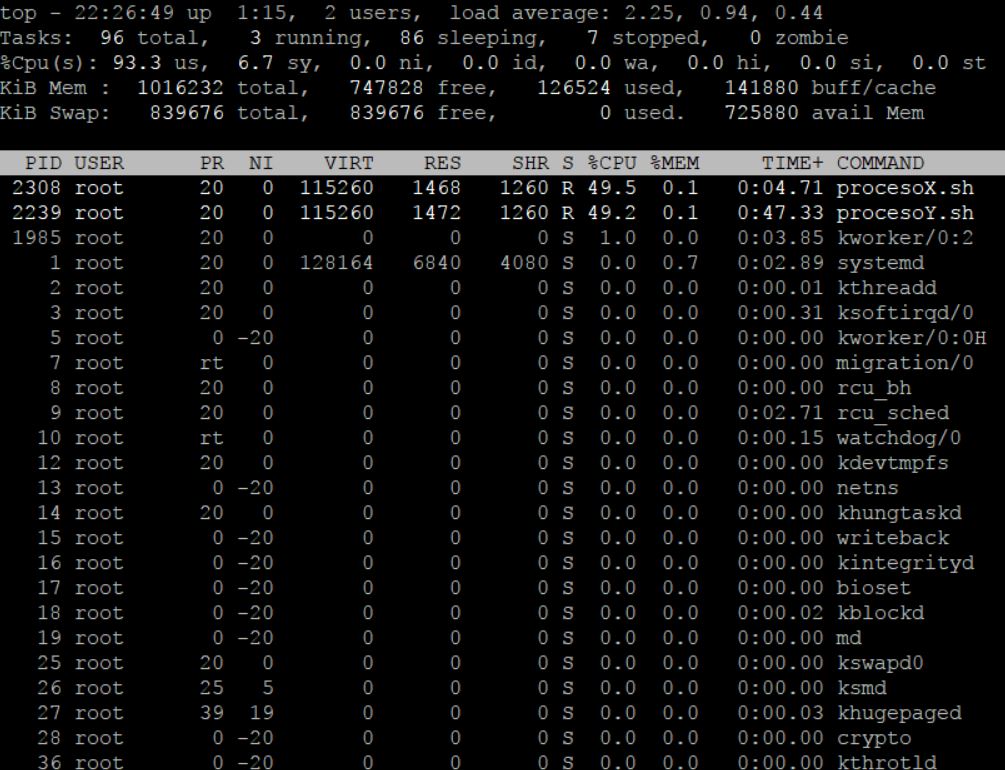 top - 22:26:49 up  1:15,  2 users,  load average: 2.25, 0.94, 0.44
Tasks:  96 total,   3 running,  86 sleeping,   7 stopped,   0 zombie
%Cpu(s): 93.3 us,  6.7 sy,  0.0 ni,  0.0 id,  0.0 wa,  0.0 hi,  0.0 si,  0.0 st
KiB Mem :  1016232 total,   747828 free,   126524 used,   141880 buff/cache
KiB Swap:   839676 total,   839676 free,        0 used.   725880 avail Mem
  PID USER      PR  NI    VIRT    RES    SHR S %CPU %MEM     TIME+ COMMAND
 2308 root      20   0  115260   1468   1260 R 49.5  0.1   0:04.71 procesoX.sh
 2239 root      20   0  115260   1472   1260 R 49.2  0.1   0:47.33 procesoY.sh
 1985 root      20   0       0      0      0 S  1.0  0.0   0:03.85 kworker/0:2
    1 root      20   0  128164   6840   4080 S  0.0  0.7   0:02.89 systemd
    2 root      20   0       0      0      0 S  0.0  0.0   0:00.01 kthreadd
    3 root      20   0       0      0      0 S  0.0  0.0   0:00.31 ksoftirqd/0
    5 root       0 -20       0      0      0 S  0.0  0.0   0:00.00 kworker/0:0H
    7 root      rt   0       0      0      0 S  0.0  0.0   0:00.00 migration/0
    8 root      20   0       0      0      0 S  0.0  0.0   0:00.00 rcu_bh
    9 root      20   0       0      0      0 S  0.0  0.0   0:02.71 rcu_sched
   10 root      rt   0       0      0      0 S  0.0  0.0   0:00.15 watchdog/0
   12 root      20   0       0      0      0 S  0.0  0.0   0:00.00 kdevtmpfs
   13 root       0 -20       0      0      0 S  0.0  0.0   0:00.00 netns
   14 root      20   0       0      0      0 S  0.0  0.0   0:00.00 khungtaskd
   15 root       0 -20       0      0      0 S  0.0  0.0   0:00.00 writeback
   16 root       0 -20       0      0      0 S  0.0  0.0   0:00.00 kintegrityd
   17 root       0 -20       0      0      0 S  0.0  0.0   0:00.00 bioset
   18 root       0 -20       0      0      0 S  0.0  0.0   0:00.02 kblockd
   19 root       0 -20       0      0      0 S  0.0  0.0   0:00.00 md
   25 root      20   0       0      0      0 S  0.0  0.0   0:00.00 kswapd0
   26 root      25   5       0      0      0 S  0.0  0.0   0:00.00 ksmd
   27 root      39  19       0      0      0 S  0.0  0.0   0:00.03 khugepaged
   28 root       0 -20       0      0      0 S  0.0  0.0   0:00.00 crypto
   36 root       0 -20       0      0      0 S  0.0  0.0   0:00.00 kthrotld